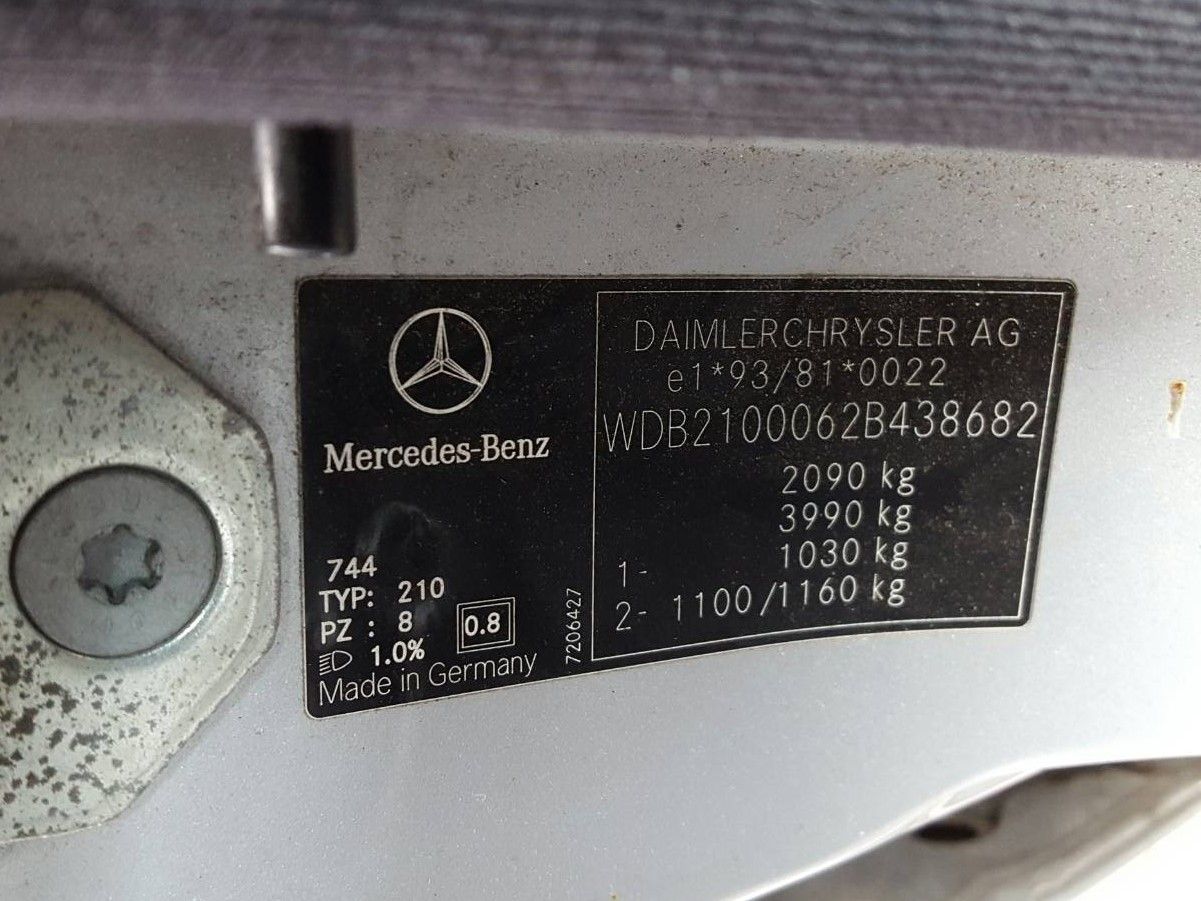 Mercedes-Benz
744
TYP: 210
PZ : 8
0.8
1.0%
Made in Germany
7206427
DAIMLERCHRYSLER AG
e1*93/81*0022
WDB2100062B438682
2090 kg
3990 kg
1- 1030 kg
2- 1100/1160 kg